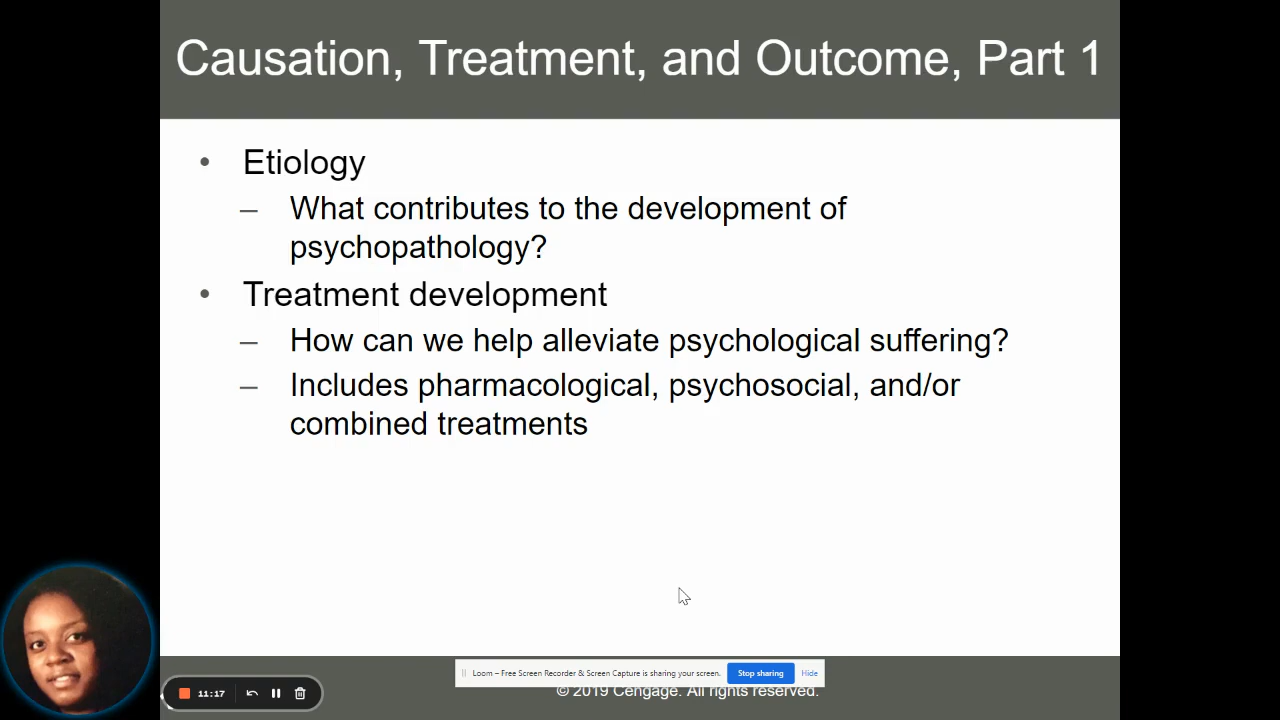 Causation, Treatment, and Outcome, Part 1
• Etiology
– What contributes to the development of
psychopathology?
• Treatment development
– How can we help alleviate psychological suffering?
– Includes pharmacological, psychosocial, and/or
combined treatments
Loom – Free Screen Recorder & Screen Capture is sharing your screen. Stop sharing Hide
© 2019 Cengage. All rights reserved.
11:17